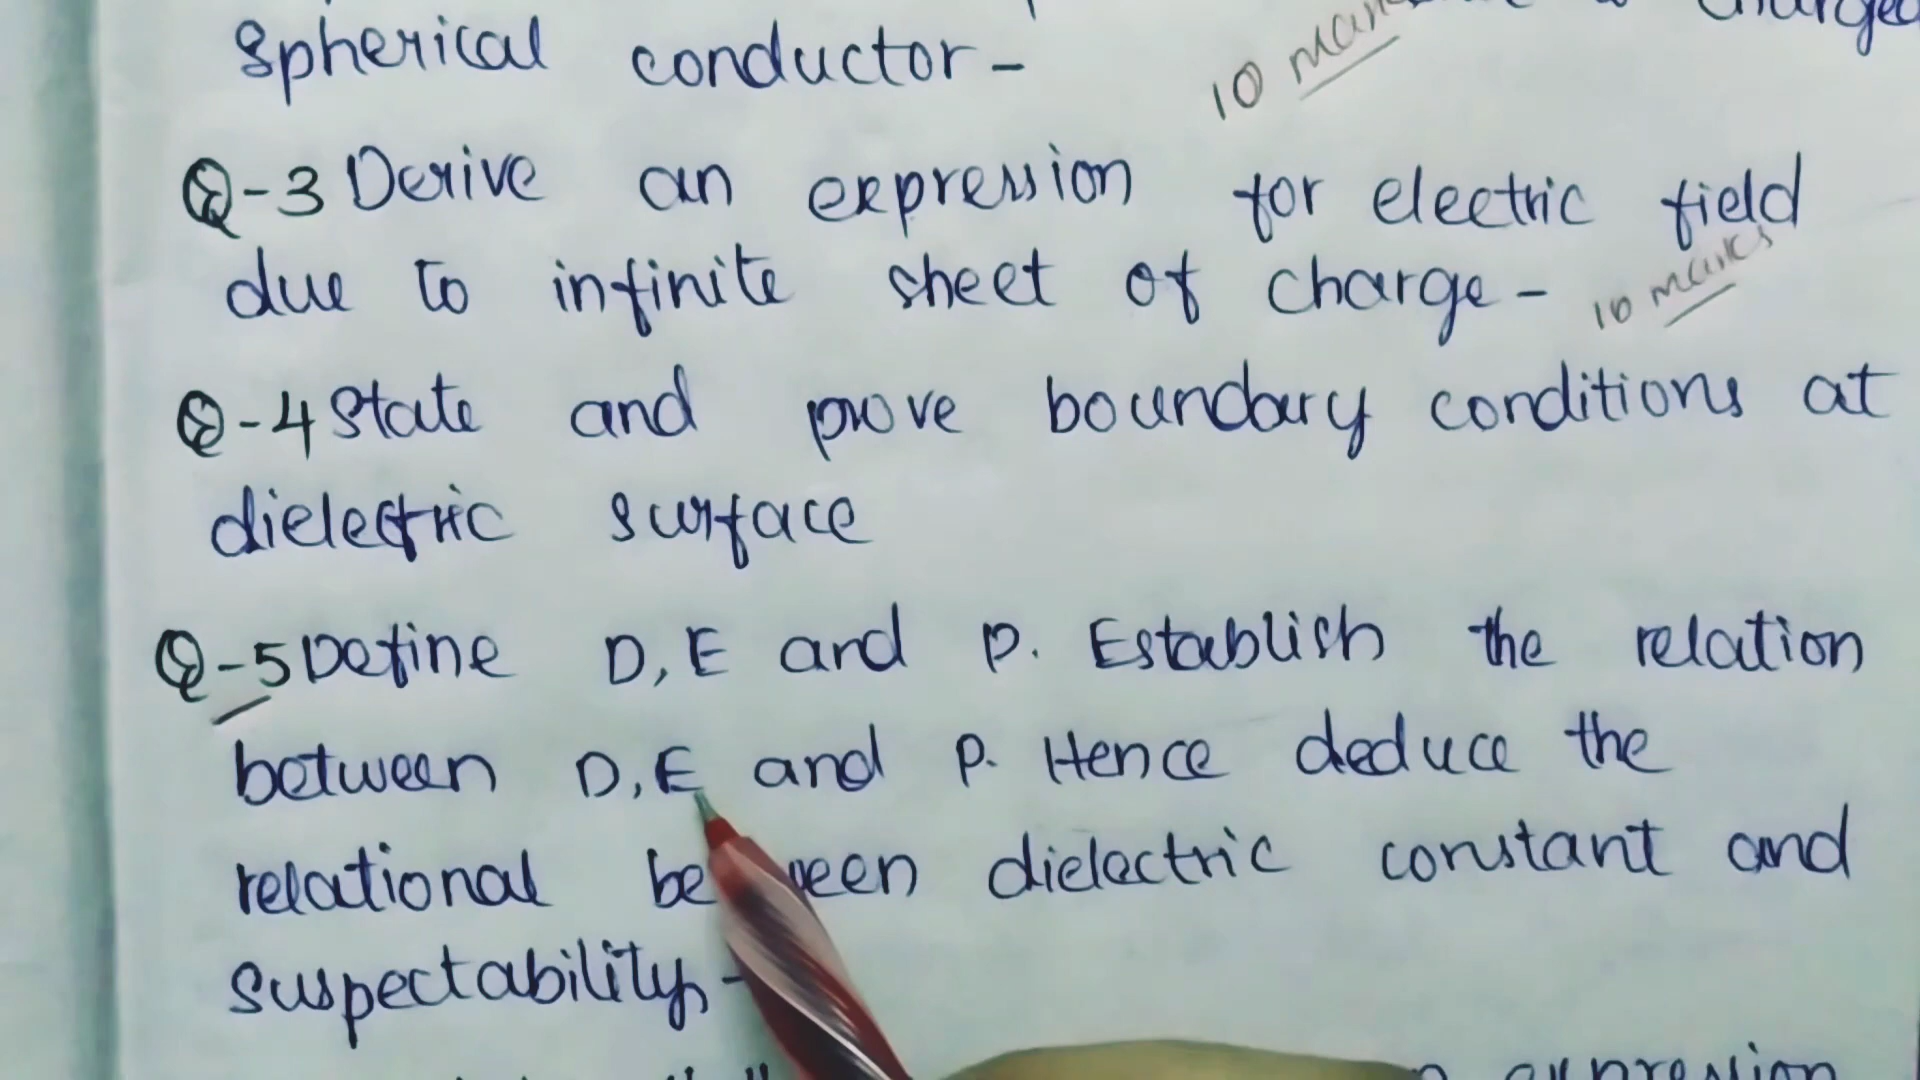 Spherical conductor -
10
charged
Q-3 Derive an expression for electric field
due to infinite sheet of charge - 10 marks
Q-4 State and prove boundary conditions at
dielectric surface
Q-5 Define D, E and P. Establish the relation
between D, E and P. Hence deduce the
relational dielectric constant and
suspectability -
expression